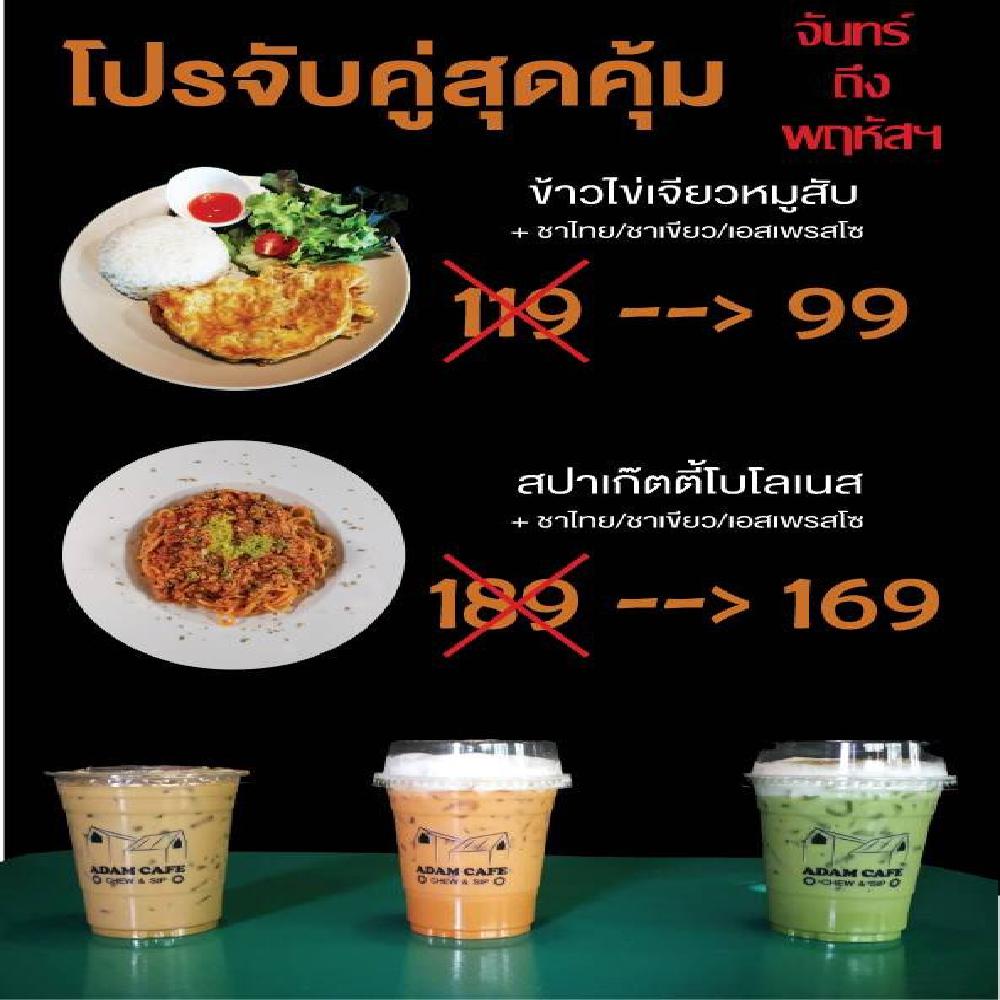 โปรจับคู่สุดคุ้ม
จันทร์
ถึง
พฤหัสฯ
ข้าวไข่เจียวหมูสับ
+ ชาไทย/ชาเขียว/เอสเพรสโซ
119 --> 99
สปาเก๊ตตี้โบโลเนส
+ ชาไทย/ชาเขียว/เอสเพรสโซ
189 --> 169
ADAM CAFE
CHEW & SIP
ADAM CAFE
CHEW & SIP
ADAM CAFE
CHEW & SIP